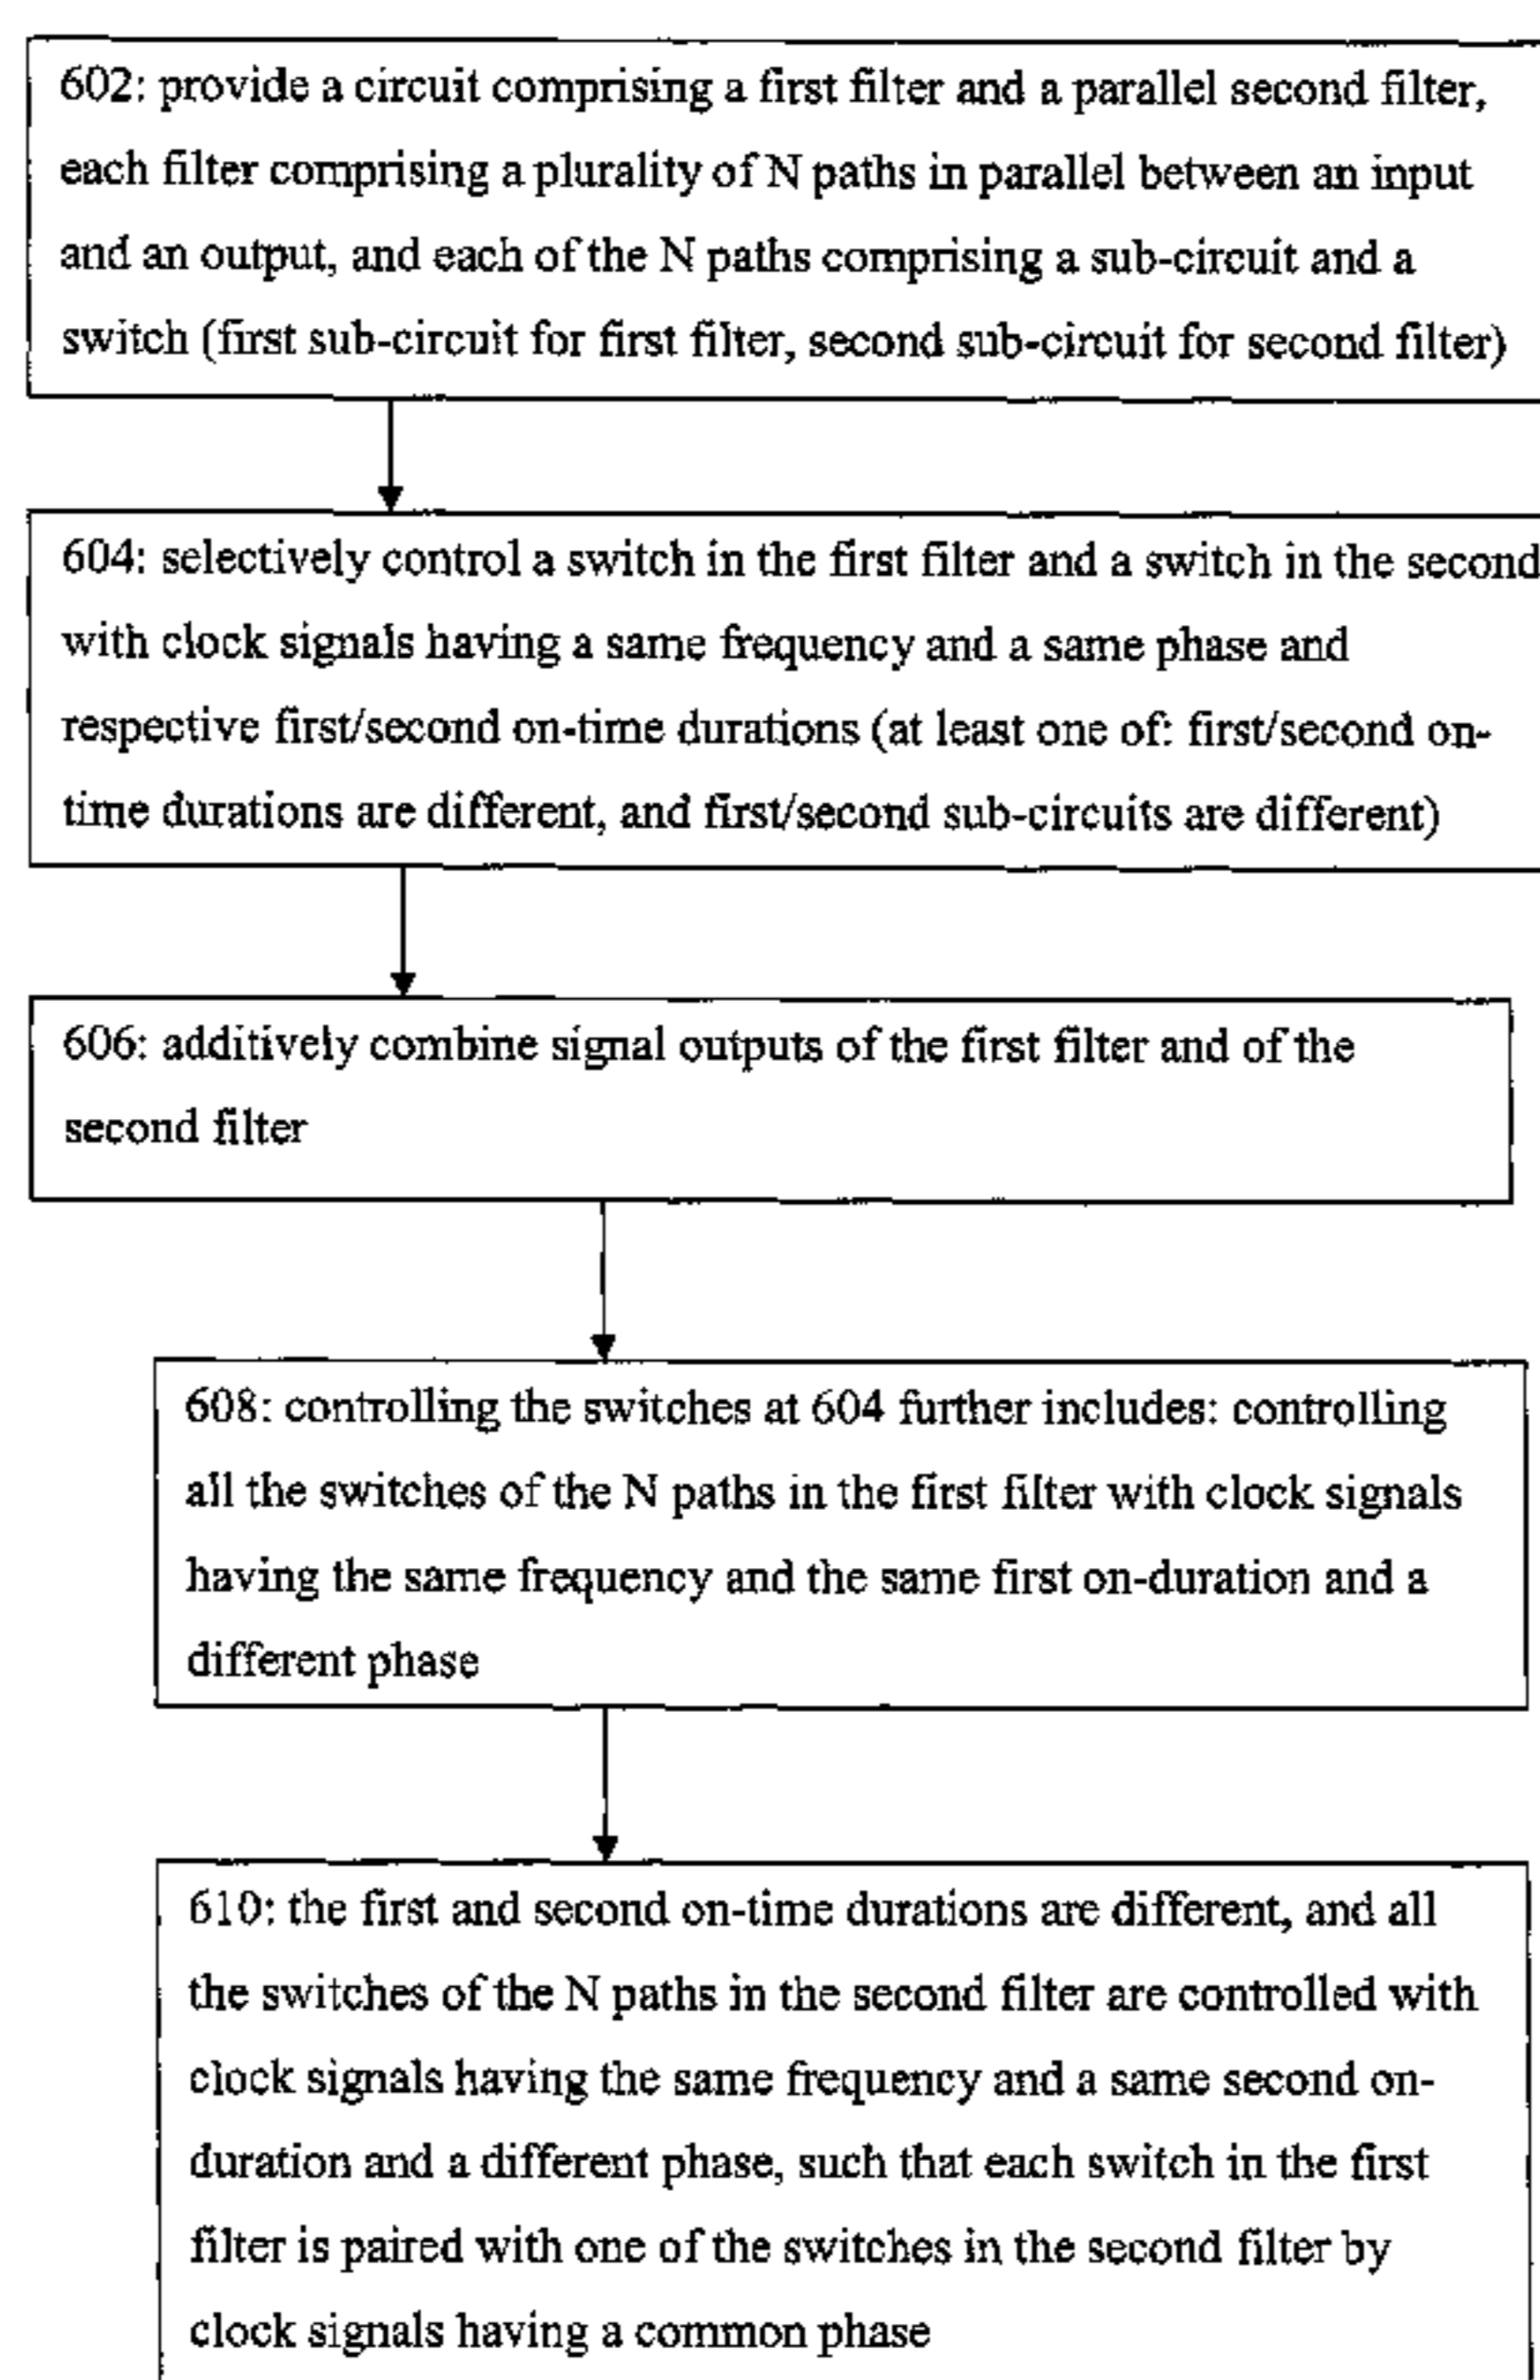 602: provide a circuit comprising a first filter and a parallel second filter,
each filter comprising a plurality of N paths in parallel between an input
and an output, and each of the N paths comprising a sub-circuit and a
switch (first sub-circuit for first filter, second sub-circuit for second filter)
604: selectively control a switch in the first filter and a switch in the second
with clock signals having a same frequency and a same phase and
respective first/second on-time durations (at least one of: first/second on-
time durations are different, and first/second sub-circuits are different)
606: additively combine signal outputs of the first filter and of the
second filter
608: controlling the switches at 604 further includes: controlling
all the switches of the N paths in the first filter with clock signals
having the same frequency and the same first on-duration and a
different phase
610: the first and second on-time durations are different, and all
the switches of the N paths in the second filter are controlled with
clock signals having the same frequency and a same second on-
duration and a different phase, such that each switch in the first
filter is paired with one of the switches in the second filter by
clock signals having a common phase